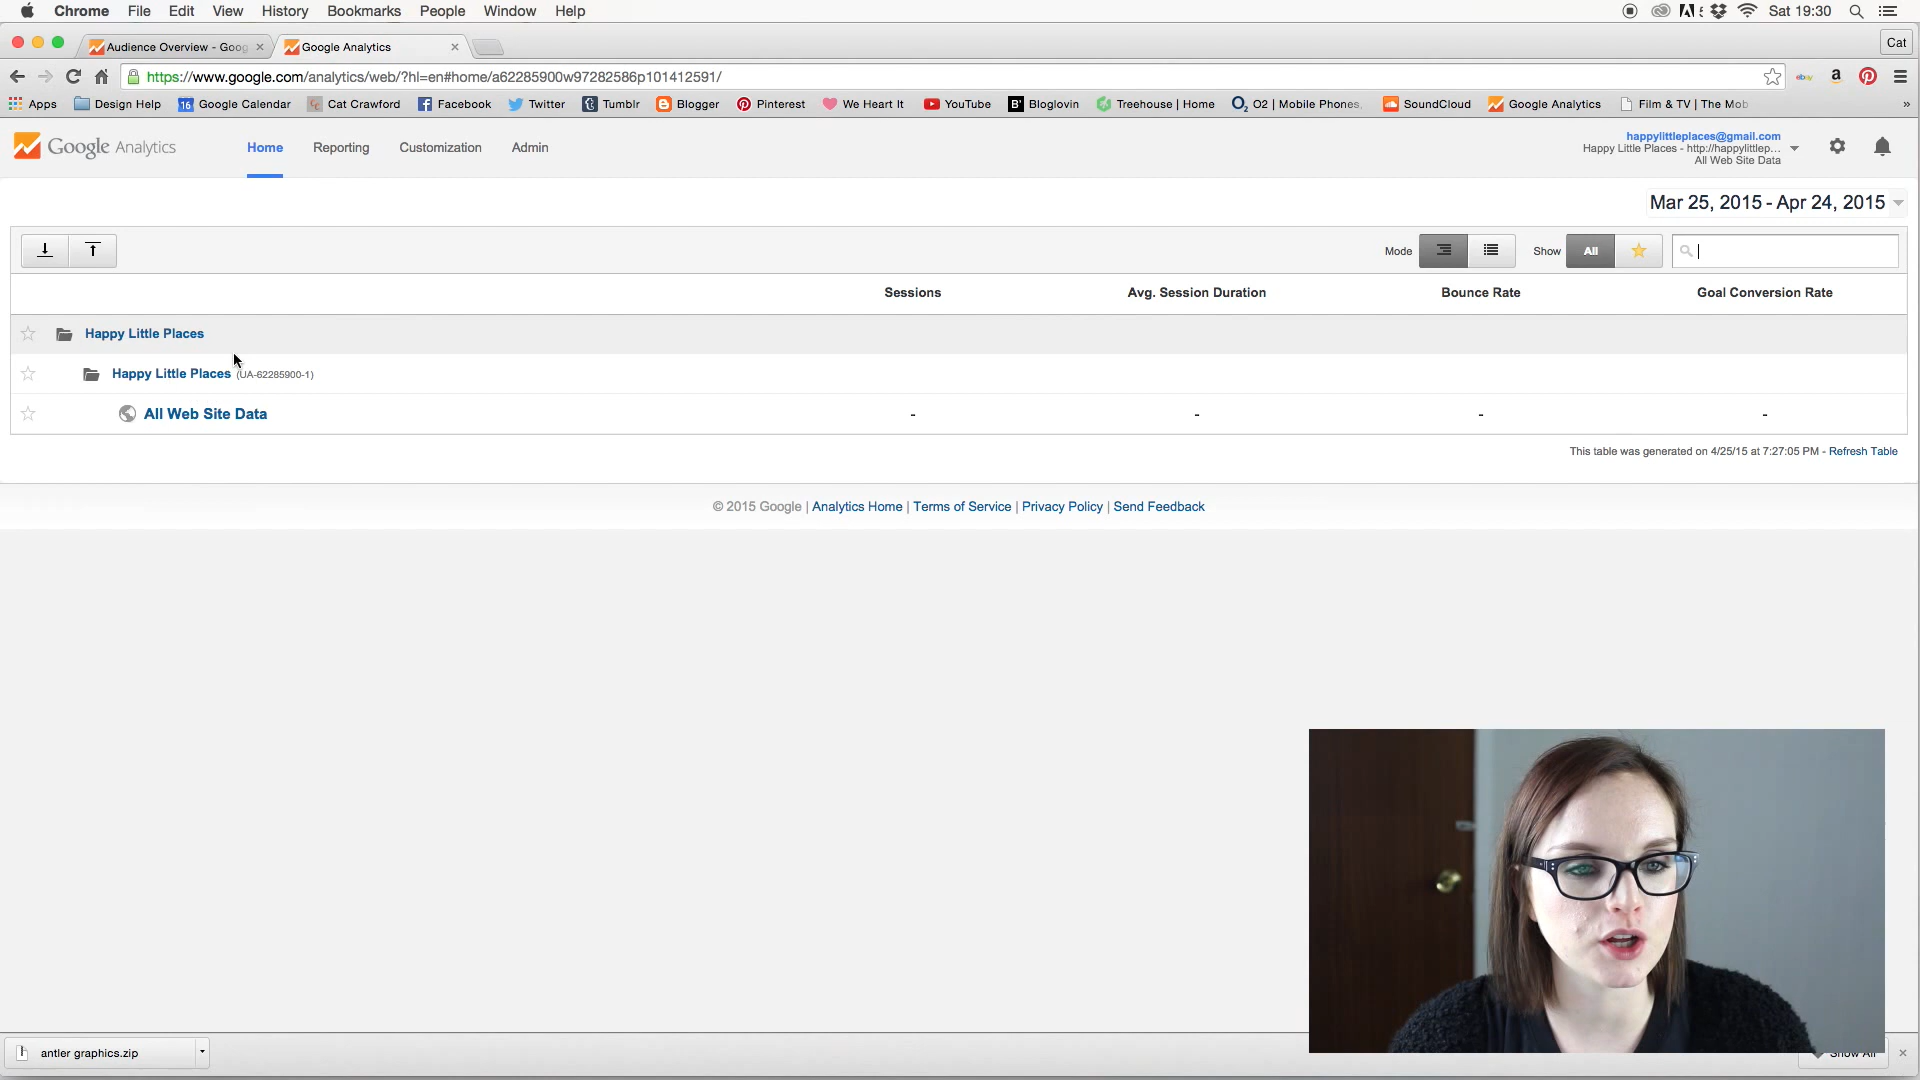 Chrome File Edit View History Bookmarks People Window Help Sat 19:30
Audience Overview - Goog Google Analytics Cat
https://www.google.com/analytics/web/?hl=en#home/a62285900w97282586p101412591/
Apps Design Help Google Calendar Cat Crawford Facebook Twitter Tumblr Blogger Pinterest We Heart It YouTube Bloglovin Treehouse | Home O2 | Mobile Phones, SoundCloud Google Analytics Film & TV | The Mob »
Google Analytics Home Reporting Customization Admin
happylittleplaces@gmail.com
Happy Little Places - http://happylittlep...
All Web Site Data
Mar 25, 2015 - Apr 24, 2015
Mode Show All
Sessions Avg. Session Duration Bounce Rate Goal Conversion Rate
Happy Little Places
Happy Little Places (UA-62285900-1)
All Web Site Data - - - -
This table was generated on 4/25/15 at 7:27:05 PM - Refresh Table
© 2015 Google | Analytics Home | Terms of Service | Privacy Policy | Send Feedback
antler graphics.zip Show All